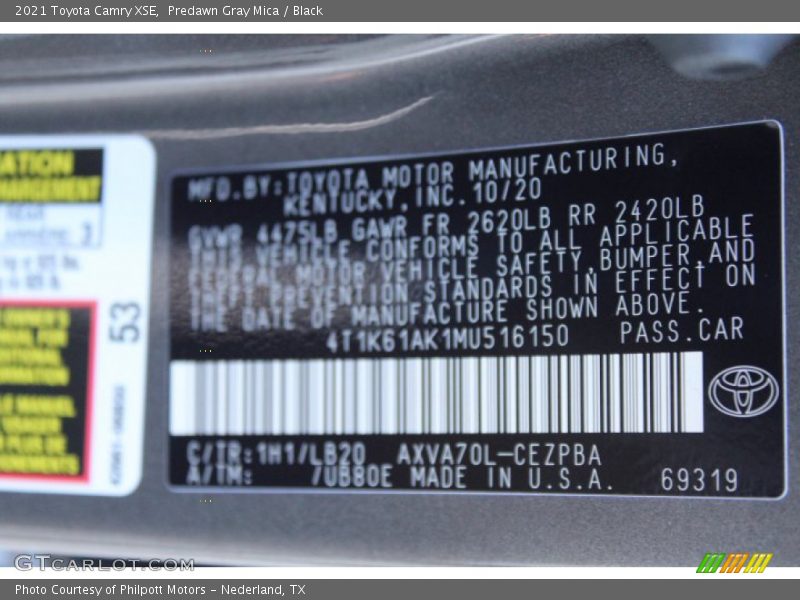 2021 Toyota Camry XSE, Predawn Gray Mica / Black
ATION
MANAGEMENT
53
MFD.BY:TOYOTA MOTOR MANUFACTURING,
KENTUCKY,INC.10/20
GVWR 4475LB GAWR FR 2620LB RR 2420LB
THIS VEHICLE CONFORMS TO ALL APPLICABLE
FEDERAL MOTOR VEHICLE SAFETY,BUMPER,AND
THEFT PREVENTION STANDARDS IN EFFECT ON
THE DATE OF MANUFACTURE SHOWN ABOVE.
4T1K61AK1MU516150 PASS.CAR
C/TR:1H1/LB20 AXVA70L-CEZPBA
A/TM: /UB80E MADE IN U.S.A. 69319
GTCARLOT.COM
Photo Courtesy of Philpott Motors - Nederland, TX